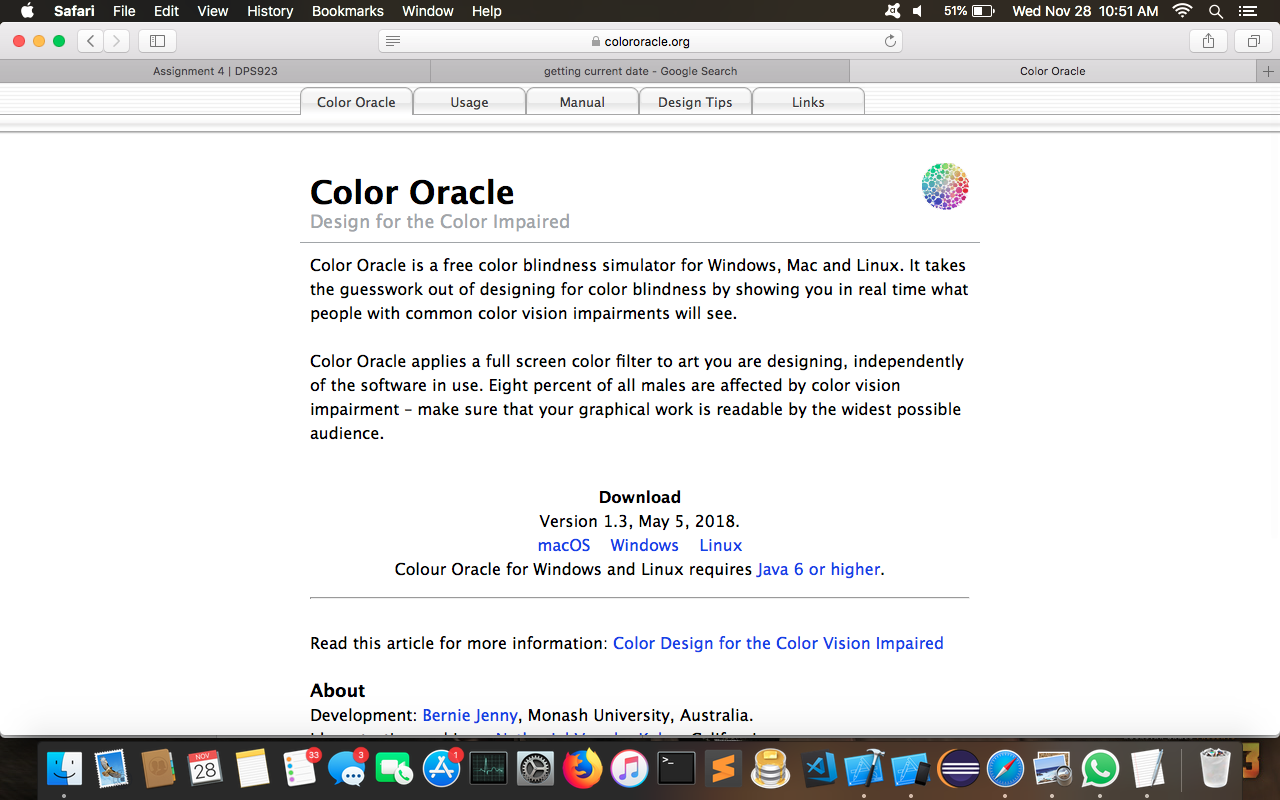 Safari File Edit View History Bookmarks Window Help 51% Wed Nov 28 10:51 AM
colororacle.org
Assignment 4 | DPS923 getting current date - Google Search Color Oracle
Color Oracle Usage Manual Design Tips Links
Color Oracle
Design for the Color Impaired
Color Oracle is a free color blindness simulator for Windows, Mac and Linux. It takes
the guesswork out of designing for color blindness by showing you in real time what
people with common color vision impairments will see.
Color Oracle applies a full screen color filter to art you are designing, independently
of the software in use. Eight percent of all males are affected by color vision
impairment – make sure that your graphical work is readable by the widest possible
audience.
Download
Version 1.3, May 5, 2018.
macOS Windows Linux
Colour Oracle for Windows and Linux requires Java 6 or higher.
Read this article for more information: Color Design for the Color Vision Impaired
About
Development: Bernie Jenny, Monash University, Australia.
33 3 1
NOV
28
3